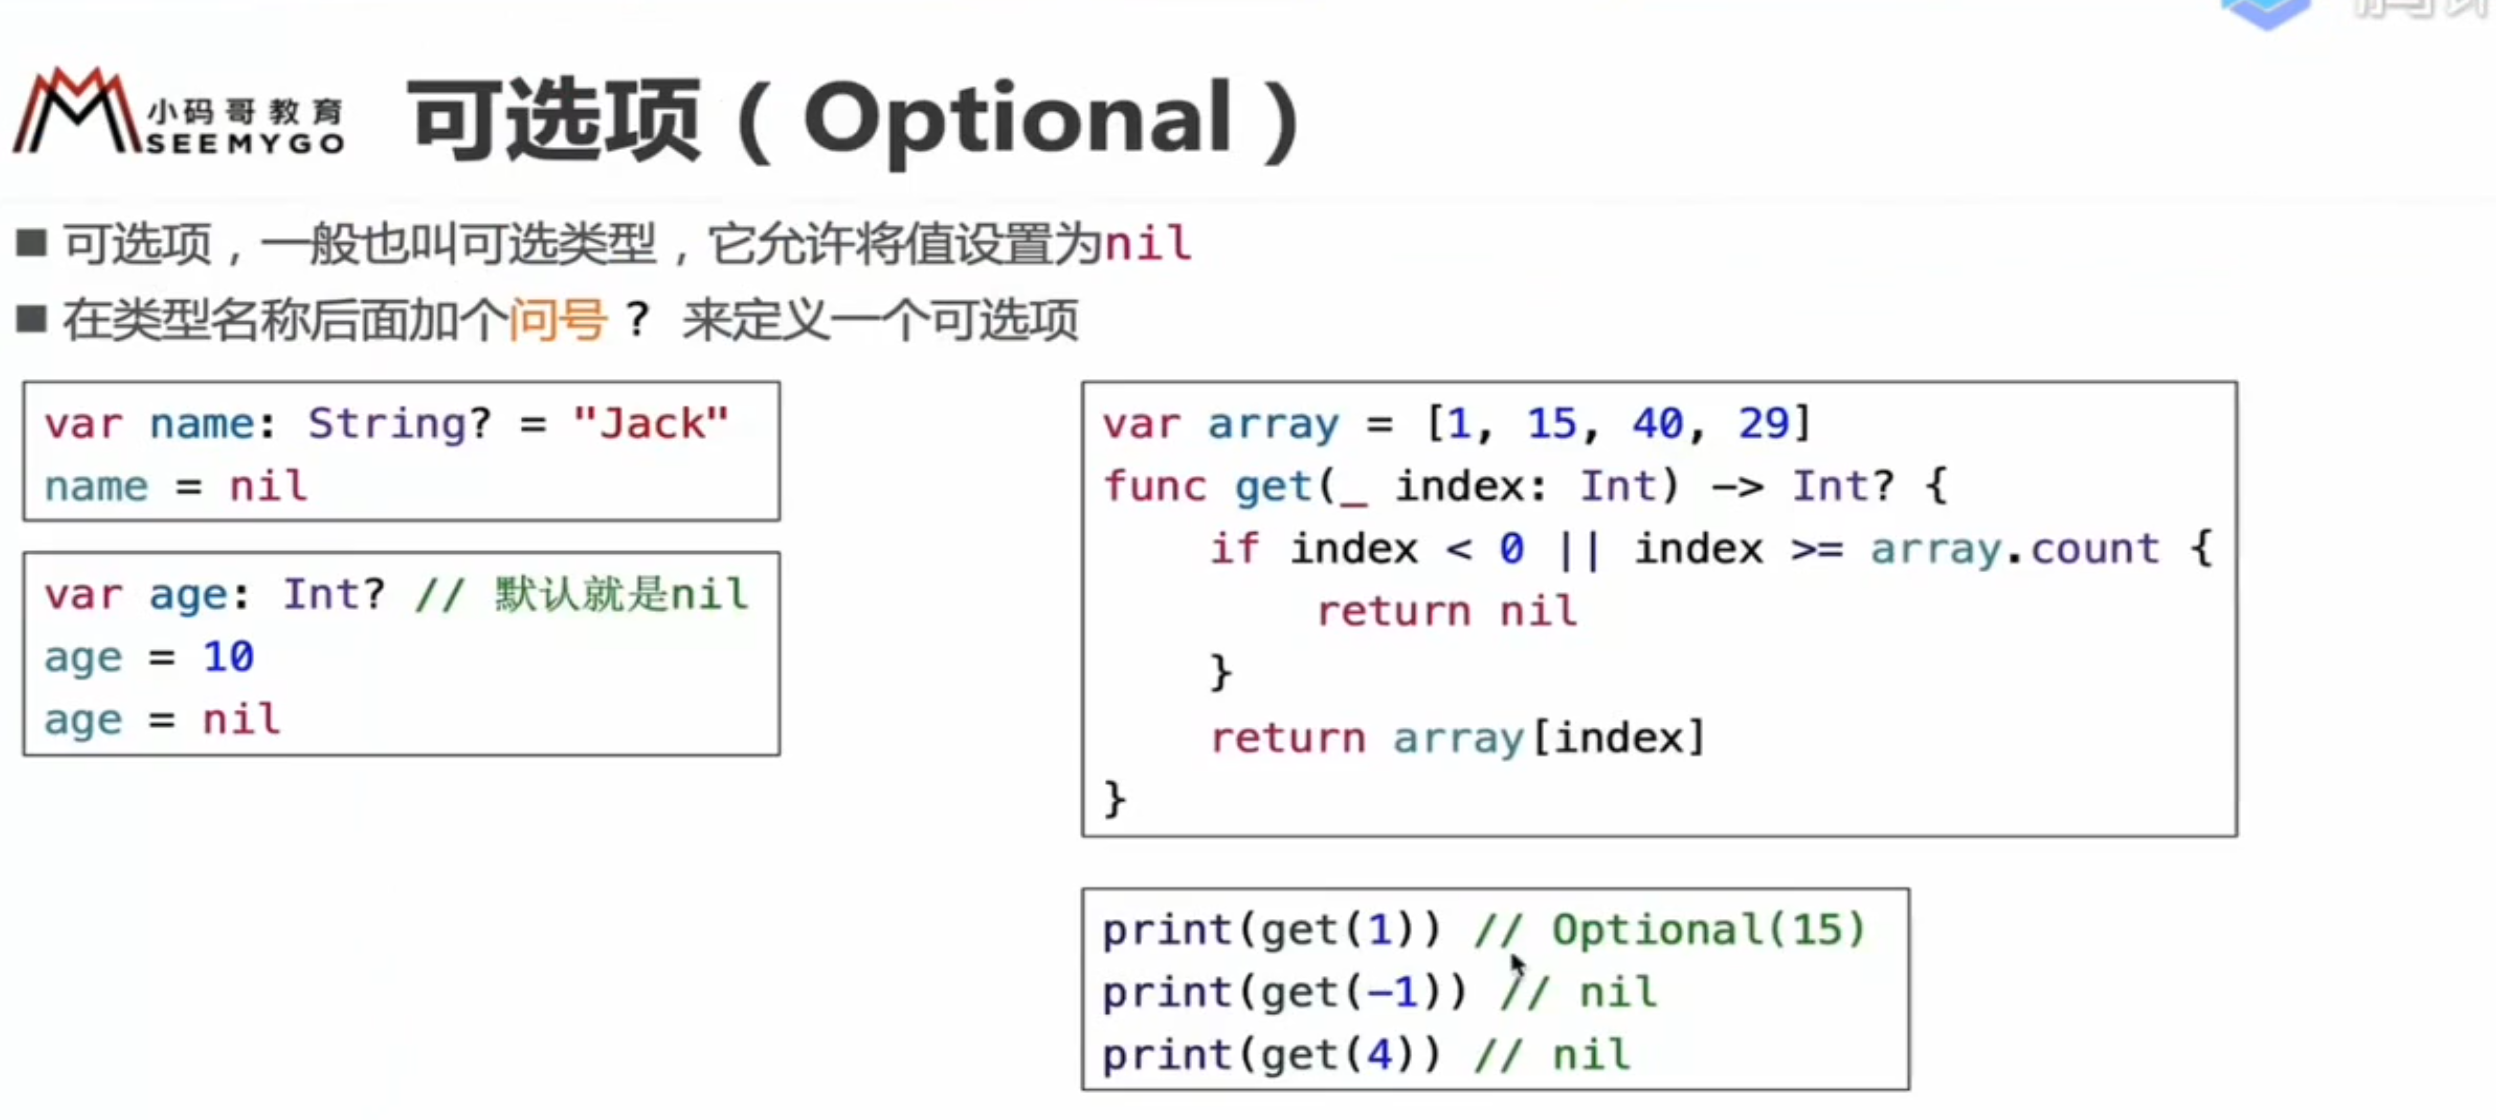 小码哥教育
SEEMYGO
可选项（Optional）
■ 可选项，一般也叫可选类型，它允许将值设置为nil
■ 在类型名称后面加个问号 ? 来定义一个可选项
var name: String? = "Jack"
name = nil
var age: Int? // 默认就是nil
age = 10
age = nil
var array = [1, 15, 40, 29]
func get(_ index: Int) -> Int? {
    if index < 0 || index >= array.count {
        return nil
    }
    return array[index]
}
print(get(1)) // Optional(15)
print(get(-1)) // nil
print(get(4)) // nil